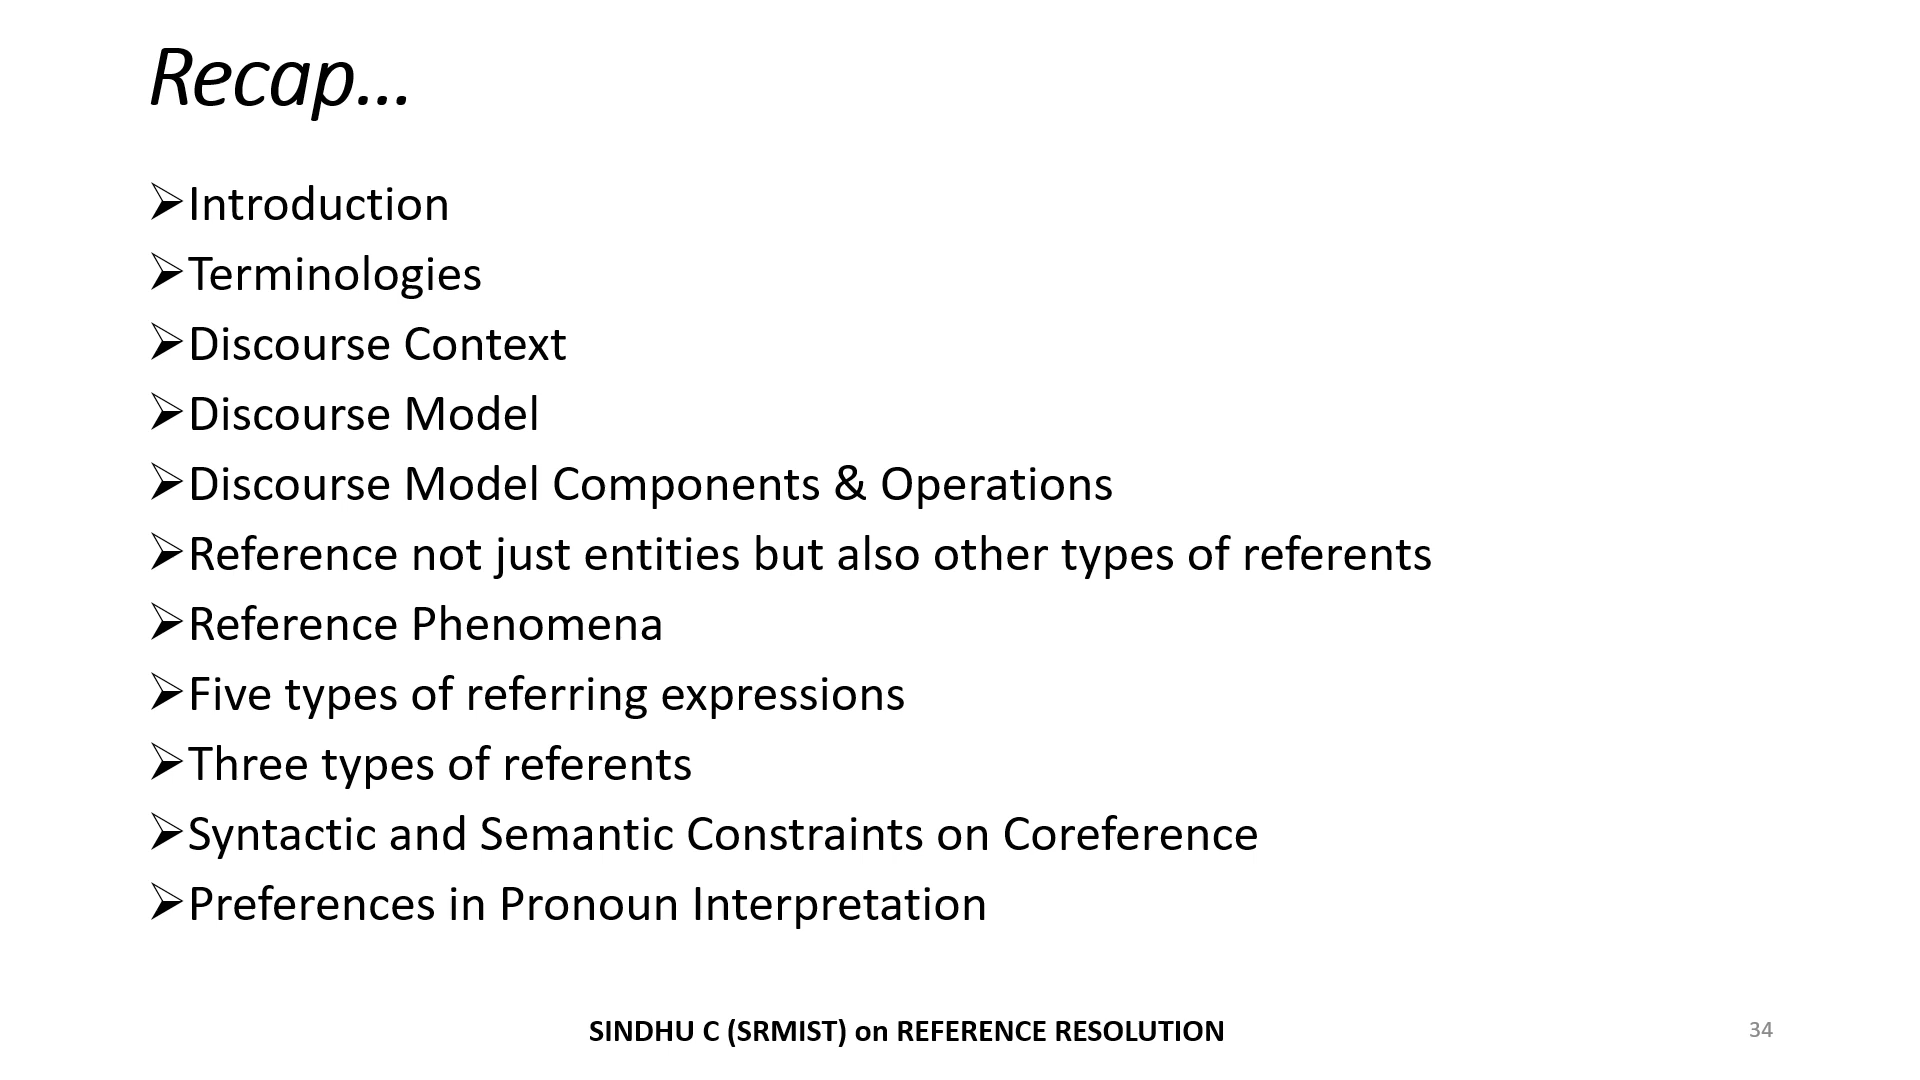 Recap...
➢Introduction
➢Terminologies
➢Discourse Context
➢Discourse Model
➢Discourse Model Components & Operations
➢Reference not just entities but also other types of referents
➢Reference Phenomena
➢Five types of referring expressions
➢Three types of referents
➢Syntactic and Semantic Constraints on Coreference
➢Preferences in Pronoun Interpretation
SINDHU C (SRMIST) on REFERENCE RESOLUTION
34